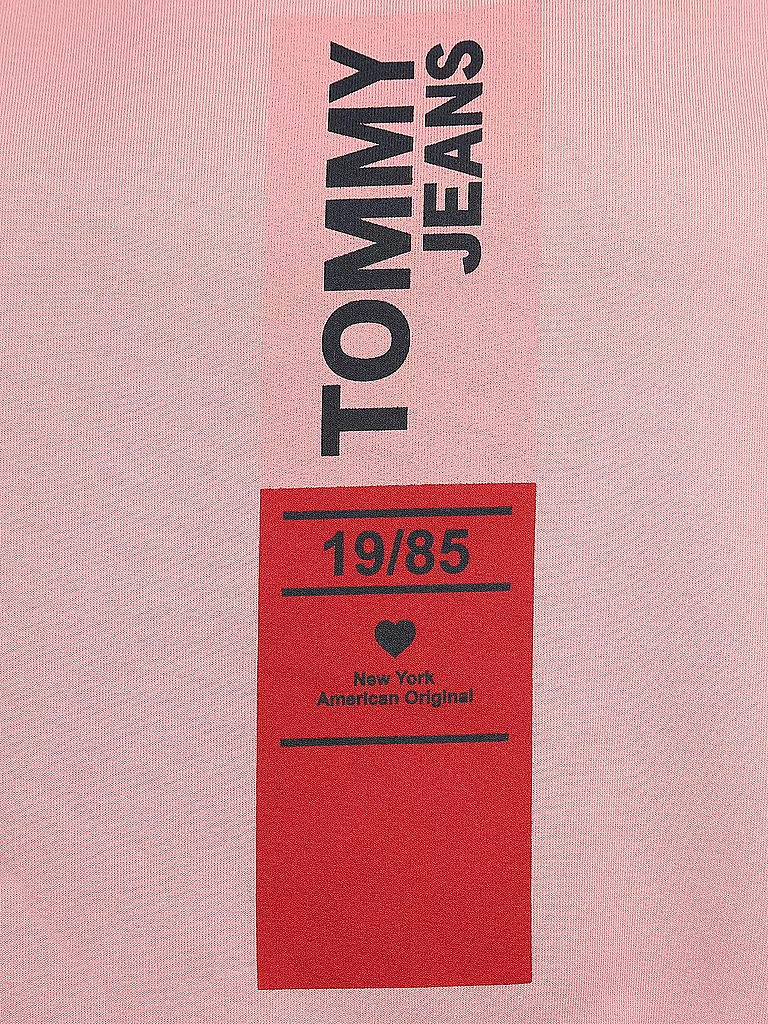 TOMMY
JEANS
19/85
New York
American Original